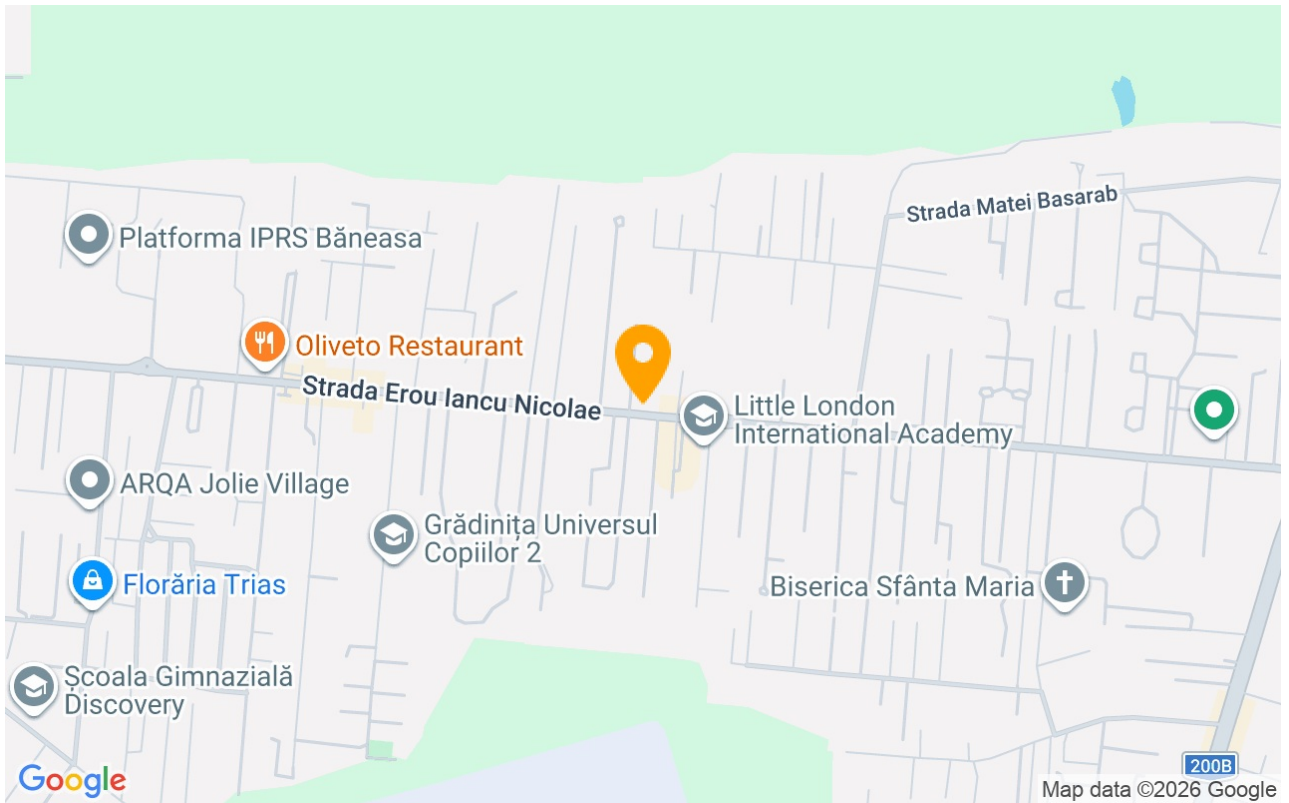 Strada Matei Basarab
Platforma IPRS Băneasa
Oliveto Restaurant
Strada Erou Iancu Nicolae
Little London
International Academy
ARQA Jolie Village
Grădinița Universul
Copiilor 2
Florăria Trias
Biserica Sfânta Maria
Școala Gimnazială
Discovery
200B
Google
Map data ©2026 Google